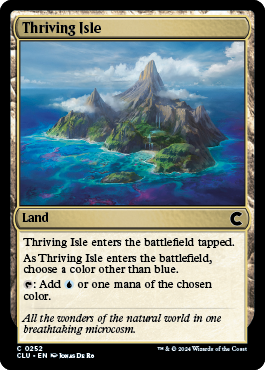 Thriving Isle
Land
Thriving Isle enters the battlefield tapped.
As Thriving Isle enters the battlefield,
choose a color other than blue.
: Add or one mana of the chosen
color.
All the wonders of the natural world in one
breathtaking microcosm.
C 0252
CLU • EN Jonas De Ro
™ & © 2024 Wizards of the Coast